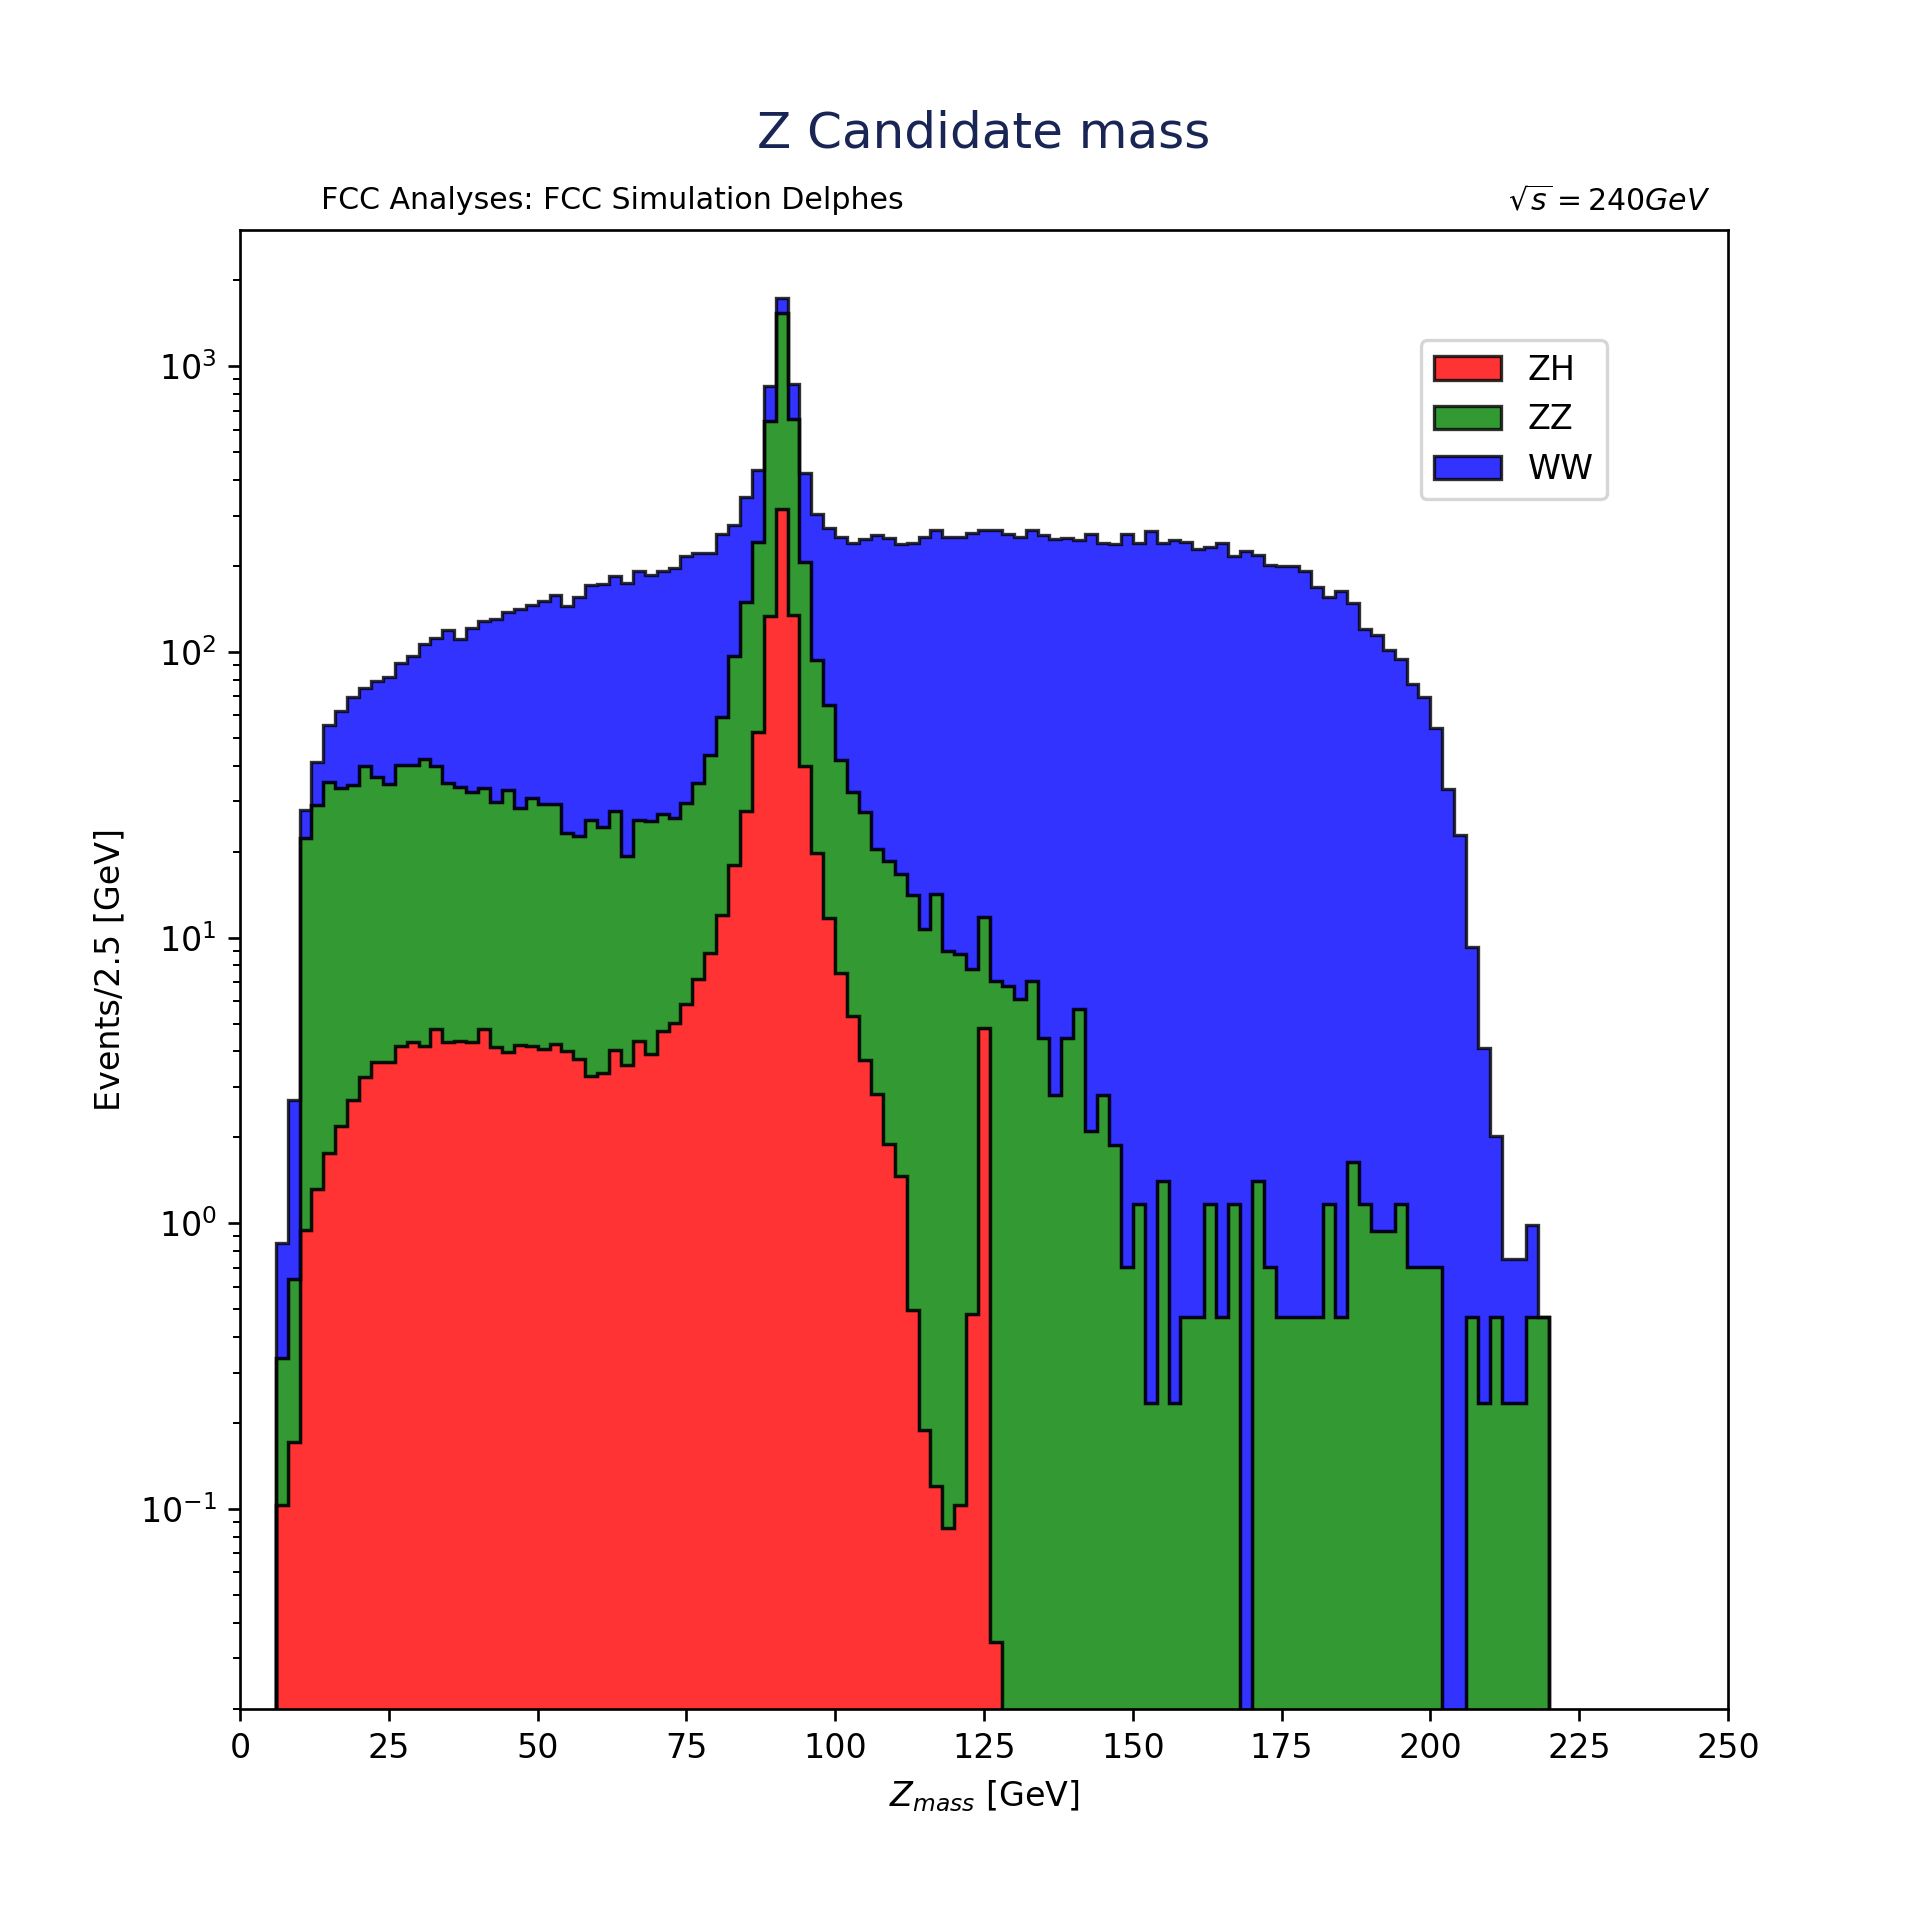 Z Candidate mass
FCC Analyses: FCC Simulation Delphes
√s = 240GeV
ZH
ZZ
WW
Events/2.5 [GeV]
10³
10²
10¹
10⁰
10⁻¹
0 25 50 75 100 125 150 175 200 225 250
Z_mass [GeV]